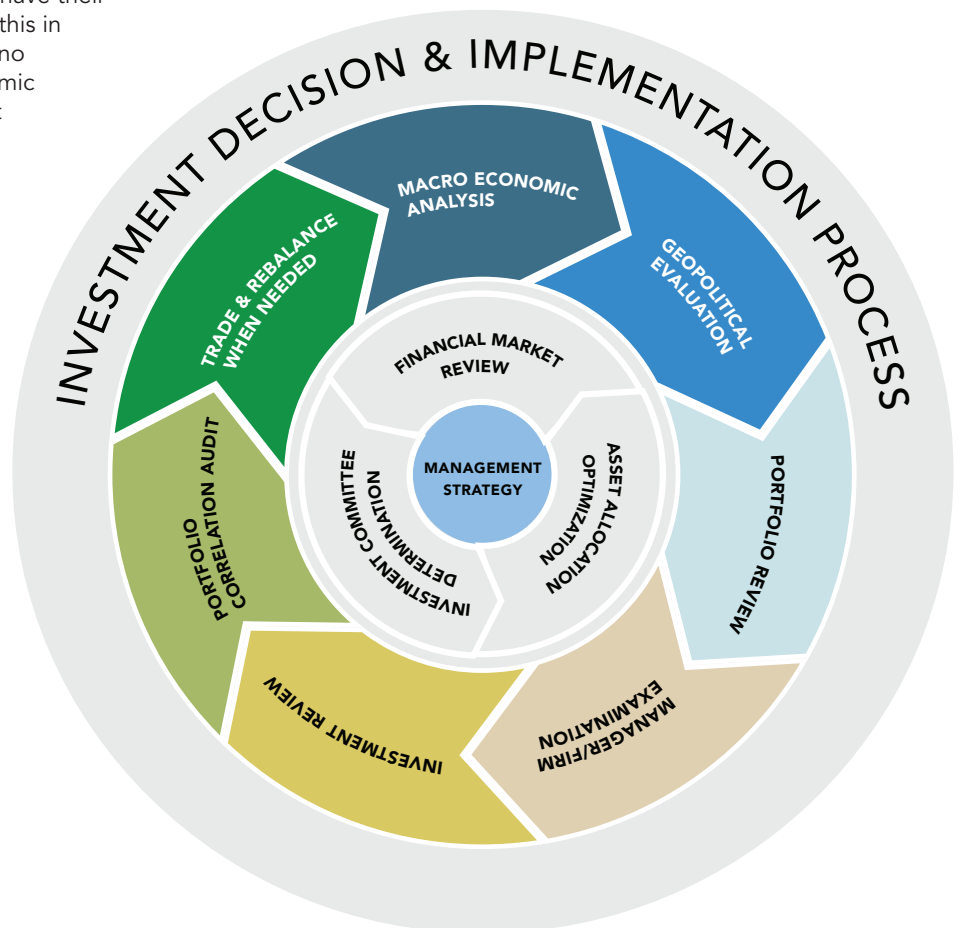 have their
this in
no
mic
INVESTMENT DECISION & IMPLEMENTATION PROCESS
MACRO ECONOMIC
ANALYSIS
GEOPOLITICAL
EVALUATION
PORTFOLIO REVIEW
MANAGER/FIRM
EXAMINATION
INVESTMENT REVIEW
PORTFOLIO
CORRELATION AUDIT
TRADE & REBALANCE
WHEN NEEDED
FINANCIAL MARKET
REVIEW
ASSET ALLOCATION
OPTIMIZATION
INVESTMENT COMMITTEE
DETERMINATION
MANAGEMENT
STRATEGY